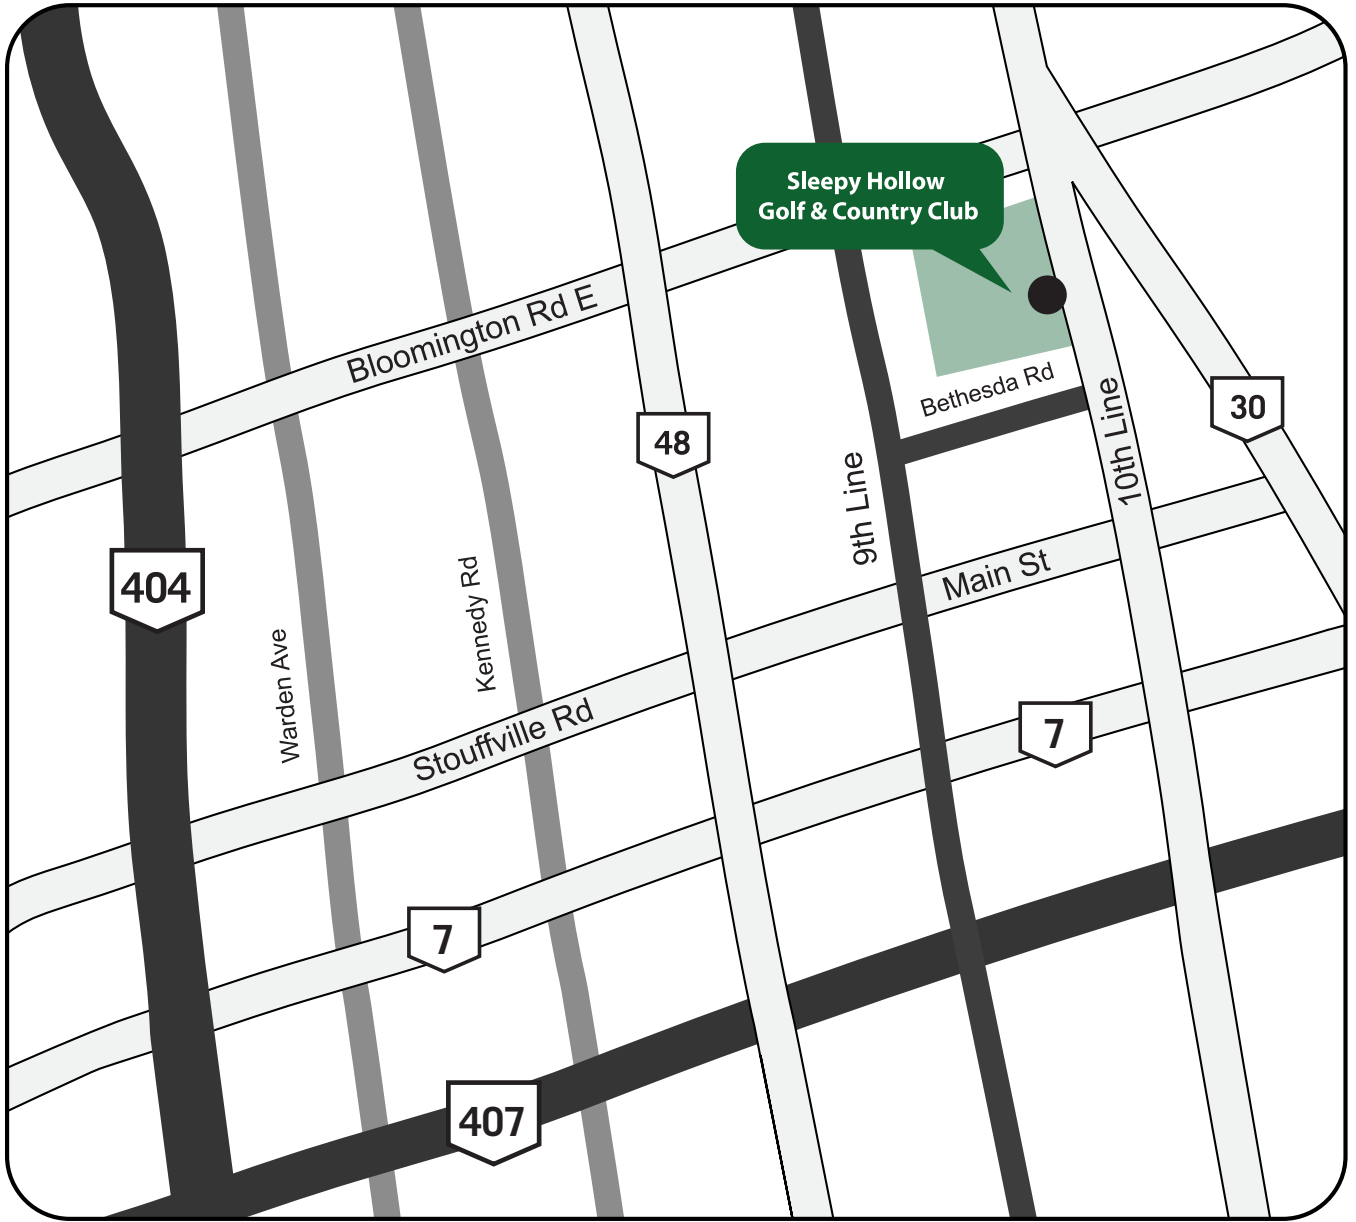 Sleepy Hollow
Golf & Country Club
Bloomington Rd E
Bethesda Rd
10th Line
30
48
9th Line
404
Main St
Kennedy Rd
Warden Ave
Stouffville Rd
7
7
407